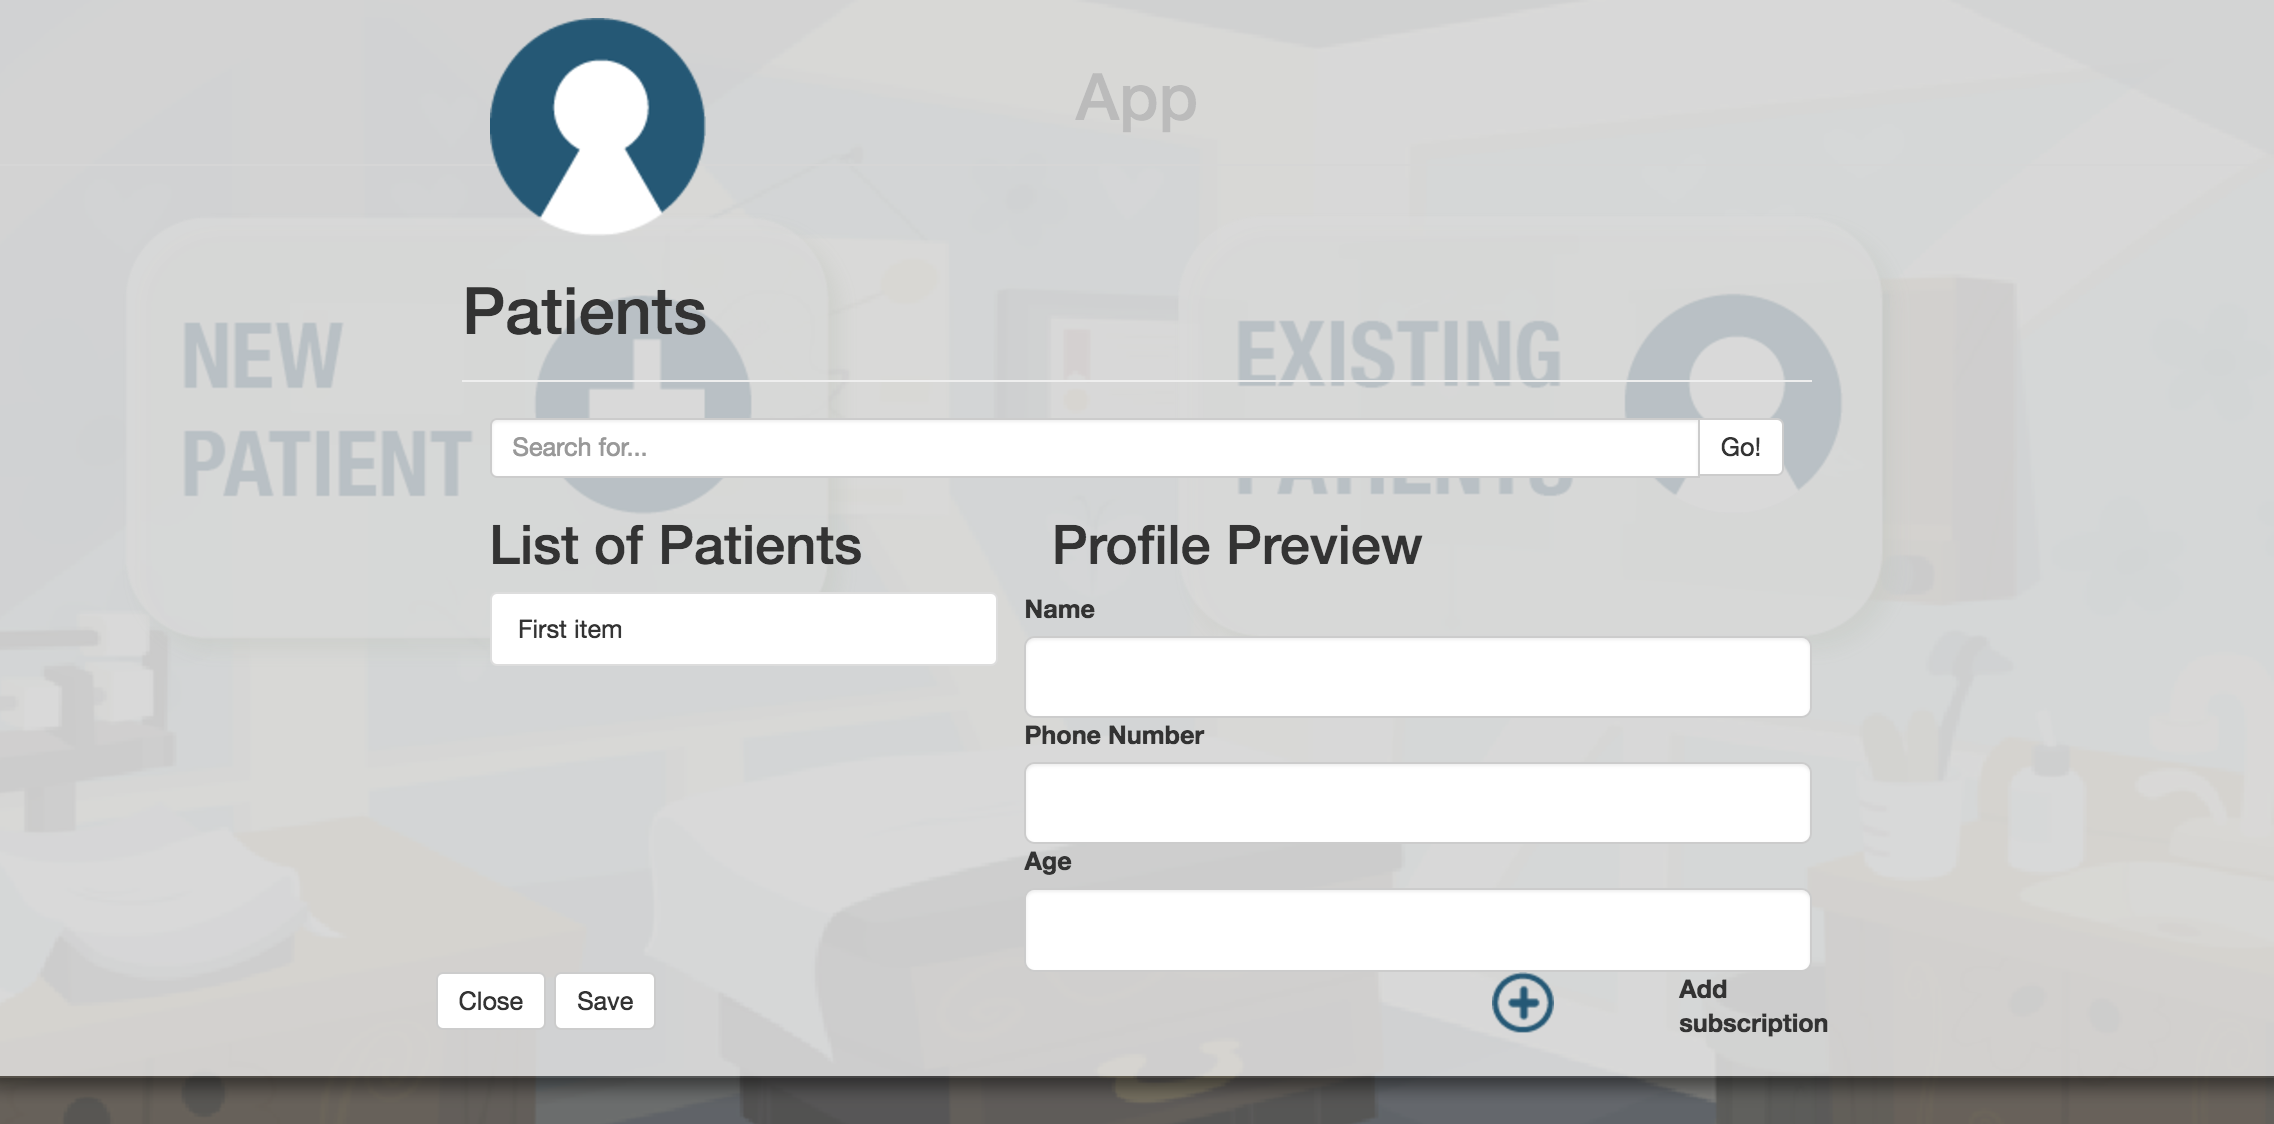 App
Patients
NEW
PATIENT
EXISTING
PATIENTS
Search for...
Go!
List of Patients
Profile Preview
First item
Name
Phone Number
Age
Close
Save
Add
subscription